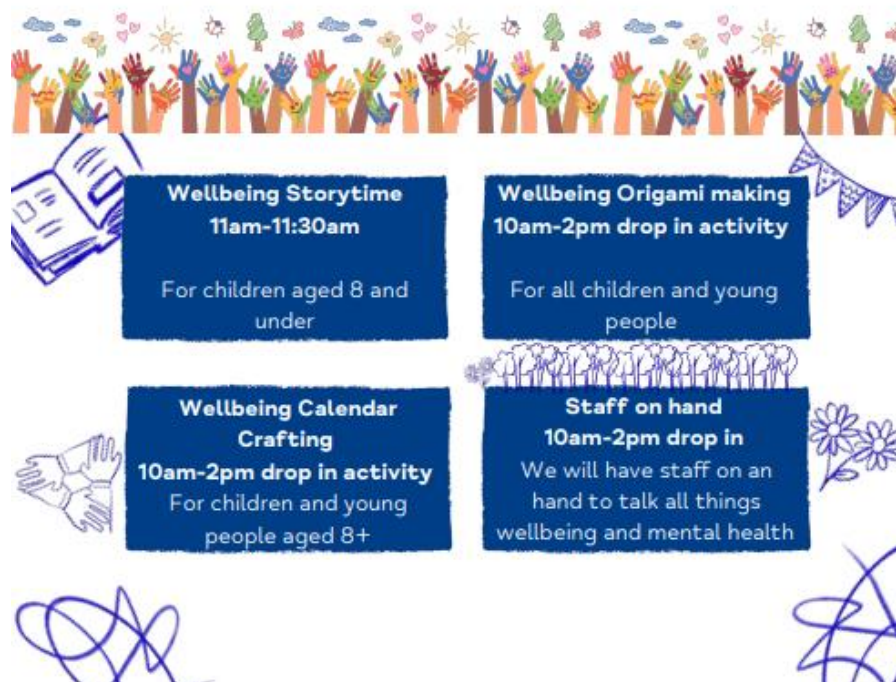 Wellbeing Storytime
11am-11:30am
For children aged 8 and
under
Wellbeing Origami making
10am-2pm drop in activity
For all children and young
people
Wellbeing Calendar
Crafting
10am-2pm drop in activity
For children and young
people aged 8+
Staff on hand
10am-2pm drop in
We will have staff on an
hand to talk all things
wellbeing and mental health